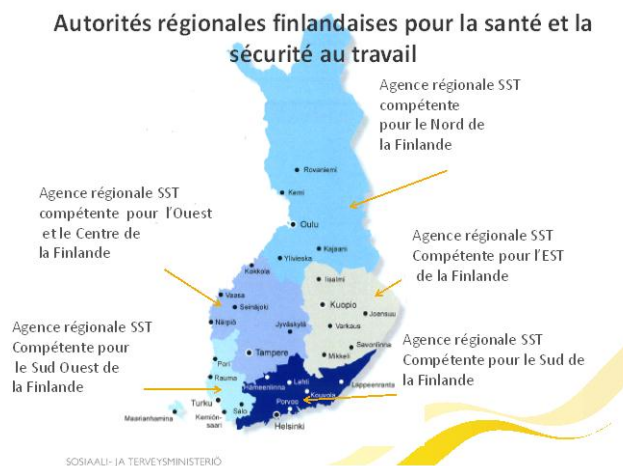 Autorités régionales finlandaises pour la santé et la
sécurité au travail
Agence régionale SST
compétente
pour le Nord de
la Finlande
Rovaniemi
Kemi
Oulu
Agence régionale SST
compétente pour l'Ouest
et le Centre de
la Finlande
Kajaani
Ylivieska
Agence régionale SST
Compétente pour l'EST
de la Finlande
Kokkola
Iisalmi
Vaasa
Seinäjoki
Kuopio
Joensuu
Närpiö
Jyväskylä
Varkaus
Agence régionale SST
Compétente pour
le Sud Ouest de
la Finlande
Savonlinna
Tampere
Mikkeli
Agence régionale SST
Compétente pour le Sud de
la Finlande
Pori
Rauma
Hämeenlinna
Lahti
Kouvola
Lappeenranta
Turku
Salo
Porvoo
Maarianhamina
Kemiön-
saari
Helsinki
SOSIAALI- JA TERVEYSMINISTERIÖ